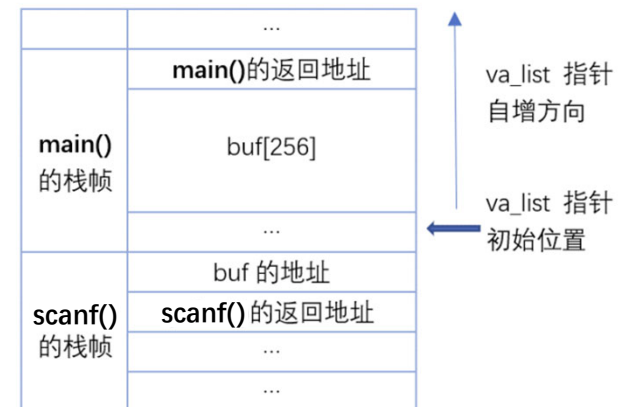 ...
main()的返回地址
va_list 指针
自增方向
main()
的栈帧
buf[256]
va_list 指针
初始位置
...
buf 的地址
scanf()
的栈帧
scanf()的返回地址
...
...